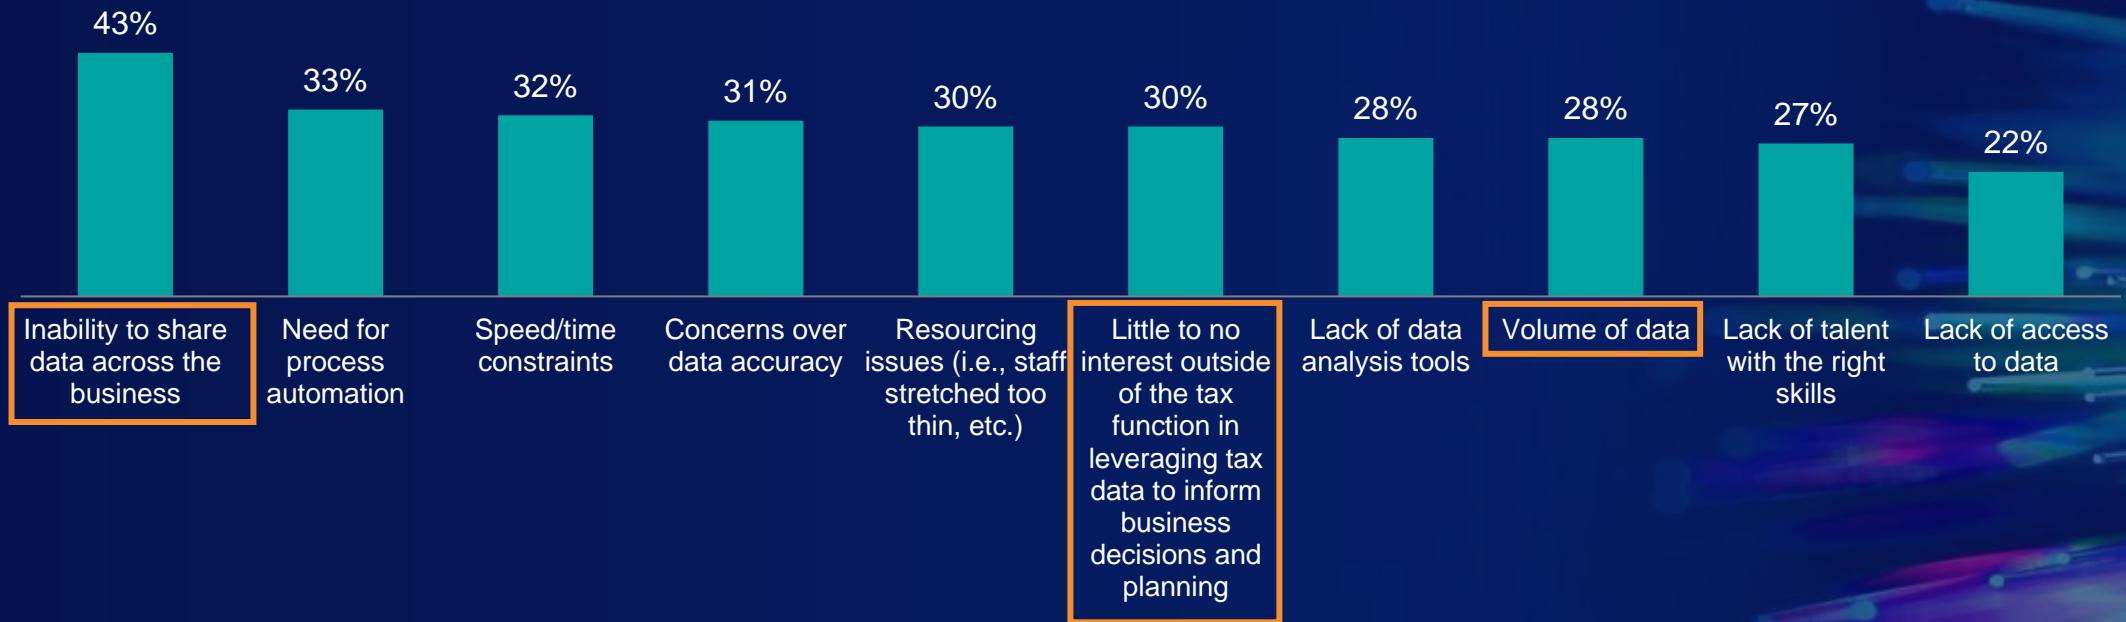 43%
33%
32%
31%
30%
30%
28%
28%
27%
22%
Inability to share
data across the
business
Need for
process
automation
Speed/time
constraints
Concerns over
data accuracy
Resourcing
issues (i.e., staff
stretched too
thin, etc.)
Little to no
interest outside
of the tax
function in
leveraging tax
data to inform
business
decisions and
planning
Lack of data
analysis tools
Volume of data
Lack of talent
with the right
skills
Lack of access
to data